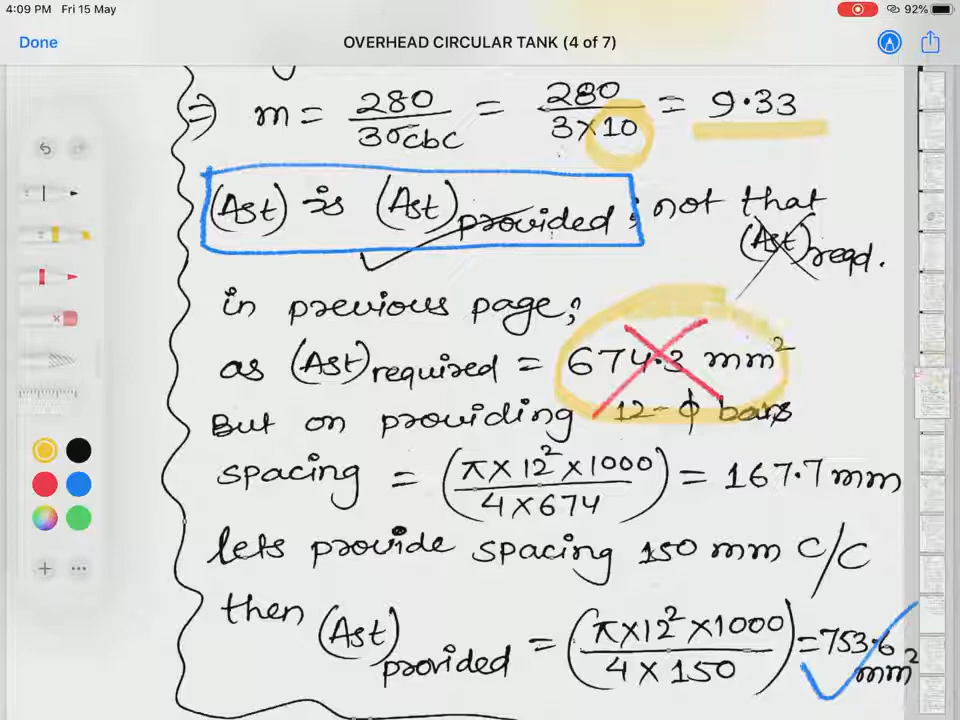 4:09 PM Fri 15 May 92%
Done OVERHEAD CIRCULAR TANK (4 of 7)
⇒ m = 280/3σcbc = 280/3×10 = 9.33
(Ast) is (Ast)provided; not that
(Ast)reqd.
in previous page;
as (Ast)required = 674.3 mm²
But on providing 12-ϕ bars
spacing = (π×12²×1000/4×674) = 167.7mm
lets provide spacing 150 mm C/C
then (Ast)provided = (π×12²×1000/4×150) = 753.6 mm²